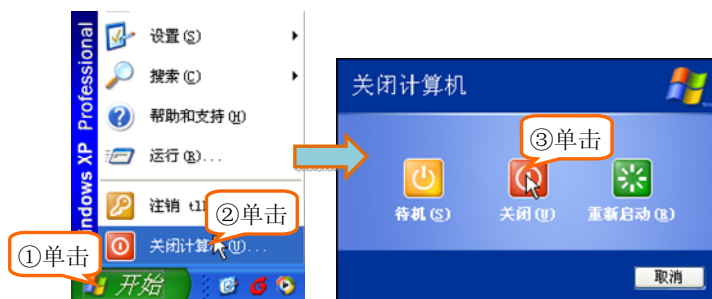 Windows XP Professional
设置(S)
搜索(C)
帮助和支持(H)
运行(R)...
注销
②单击
关闭计算机(U)...
①单击
开始
关闭计算机
③单击
待机(S)
关闭(U)
重新启动(R)
取消